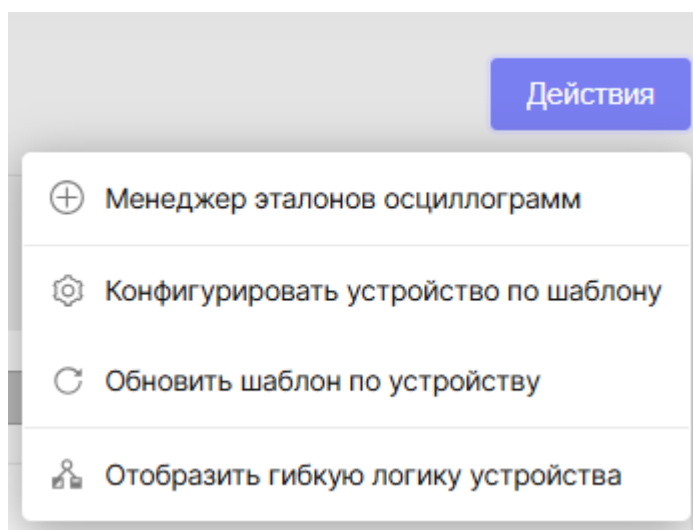 Действия
Менеджер эталонов осциллограмм
Конфигурировать устройство по шаблону
Обновить шаблон по устройству
Отобразить гибкую логику устройства